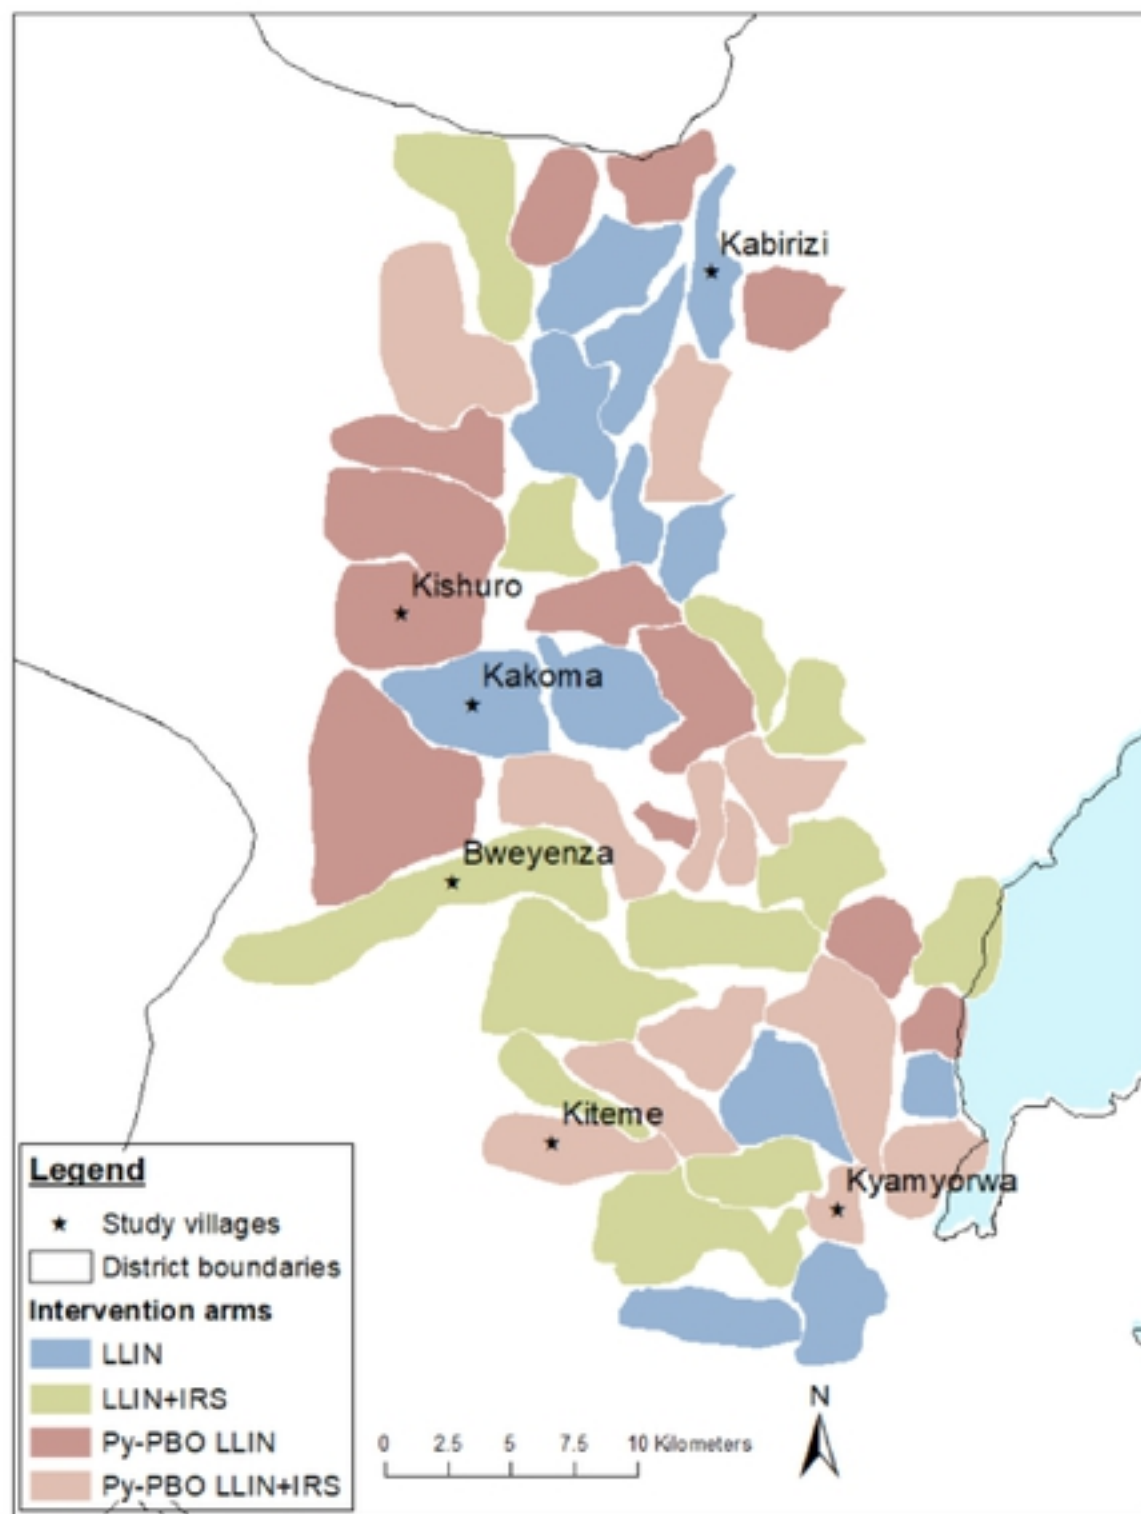 Kabirizi
Kishuro
Kakoma
Bweyenza
Kiteme
Kyamyorwa
Legend
Study villages
District boundaries
Intervention arms
LLIN
LLIN+IRS
Py-PBO LLIN
Py-PBO LLIN+IRS
N
0 2.5 5 7.5 10 Kilometers